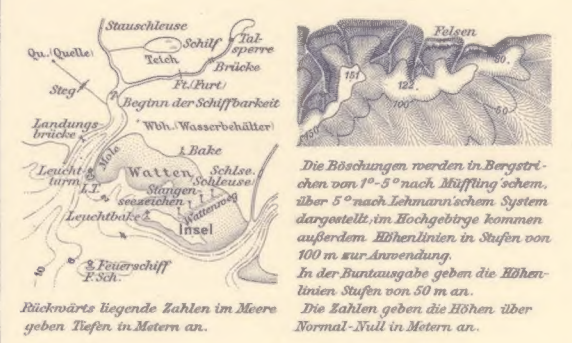 Stauschleuse
Schilf
Tal-
sperre
Qu. (Quelle)
Teich
Brücke
Steg
Ft. (Furt)
Beginn der Schiffbarkeit
Landungs-
brücke
Wbh. (Wasserbehälter)
Mole
Bake
Watten
Leucht-
turm
L.T.
Schlse.
(Schleuse)
Stangen-
seezeichen
Wattenweg
Leuchtbake
Insel
10
8
4
Feuerschiff
F.Sch.
Rückwärts liegende Zahlen im Meere
geben Tiefen in Metern an.
Felsen
151
122
80
100
50
150
Die Böschungen werden in Bergstri-
chen von 1°-5° nach Müffling'schem,
über 5° nach Lehmann'schem System
dargestellt, im Hochgebirge kommen
außerdem Höhenlinien in Stufen von
100 m zur Anwendung.
In der Buntausgabe geben die Höhen-
linien Stufen von 50 m an.
Die Zahlen geben die Höhen über
Normal-Null in Metern an.